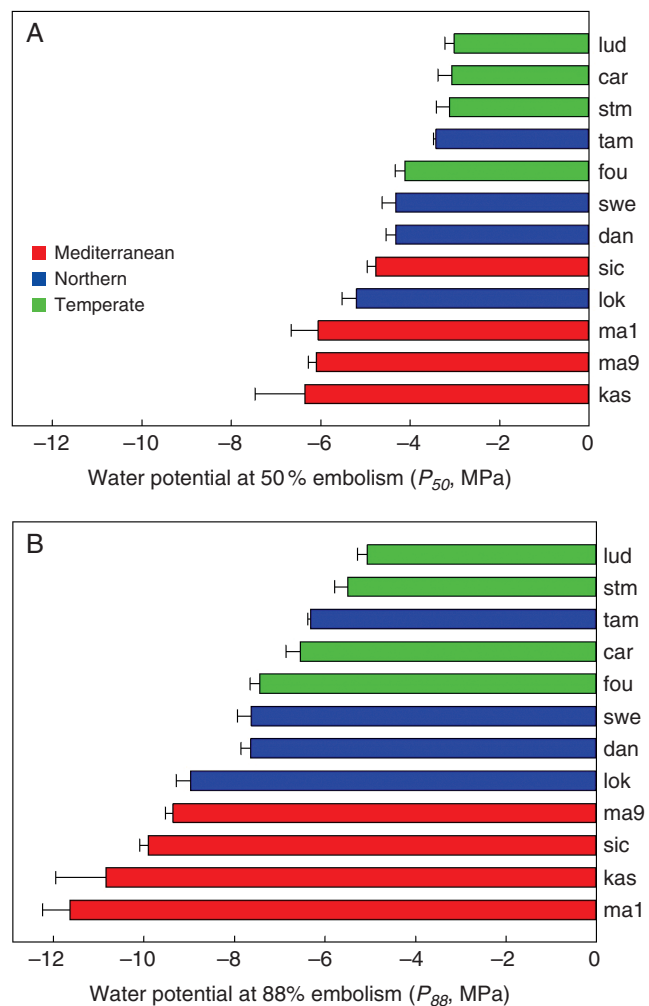 A
lud
car
stm
tam
fou
swe
dan
sic
lok
ma1
ma9
kas
Mediterranean
Northern
Temperate
−12 −10 −8 −6 −4 −2 0
Water potential at 50 % embolism (P50, MPa)
B
lud
stm
tam
car
fou
swe
dan
lok
ma9
sic
kas
ma1
−12 −10 −8 −6 −4 −2 0
Water potential at 88% embolism (P88, MPa)